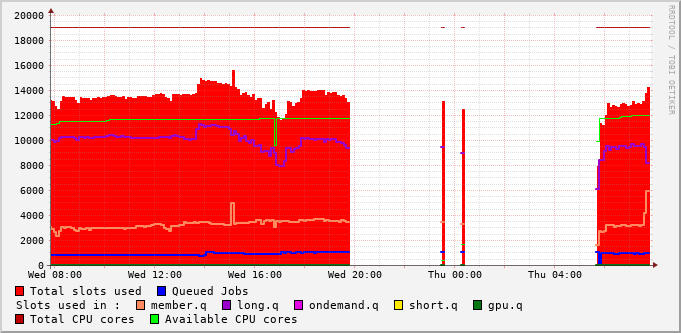 20000
18000
16000
14000
12000
10000
8000
6000
4000
2000
0
Wed 08:00 Wed 12:00 Wed 16:00 Wed 20:00 Thu 00:00 Thu 04:00
RRDTOOL / TOBI OETIKER
Total slots used Queued Jobs
Slots used in : member.q long.q ondemand.q short.q gpu.q
Total CPU cores Available CPU cores